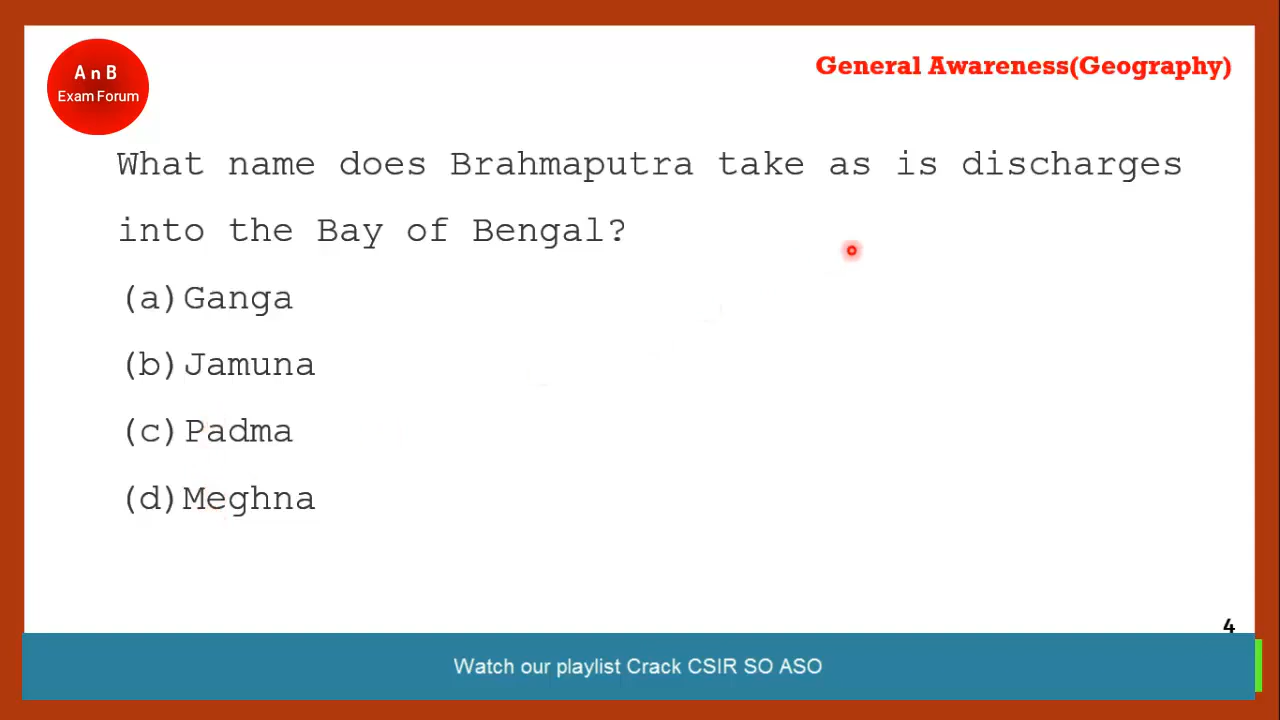 A n B
Exam Forum
General Awareness(Geography)
What name does Brahmaputra take as is discharges
into the Bay of Bengal?
(a)Ganga
(b)Jamuna
(c)Padma
(d)Meghna
4
Watch our playlist Crack CSIR SO ASO